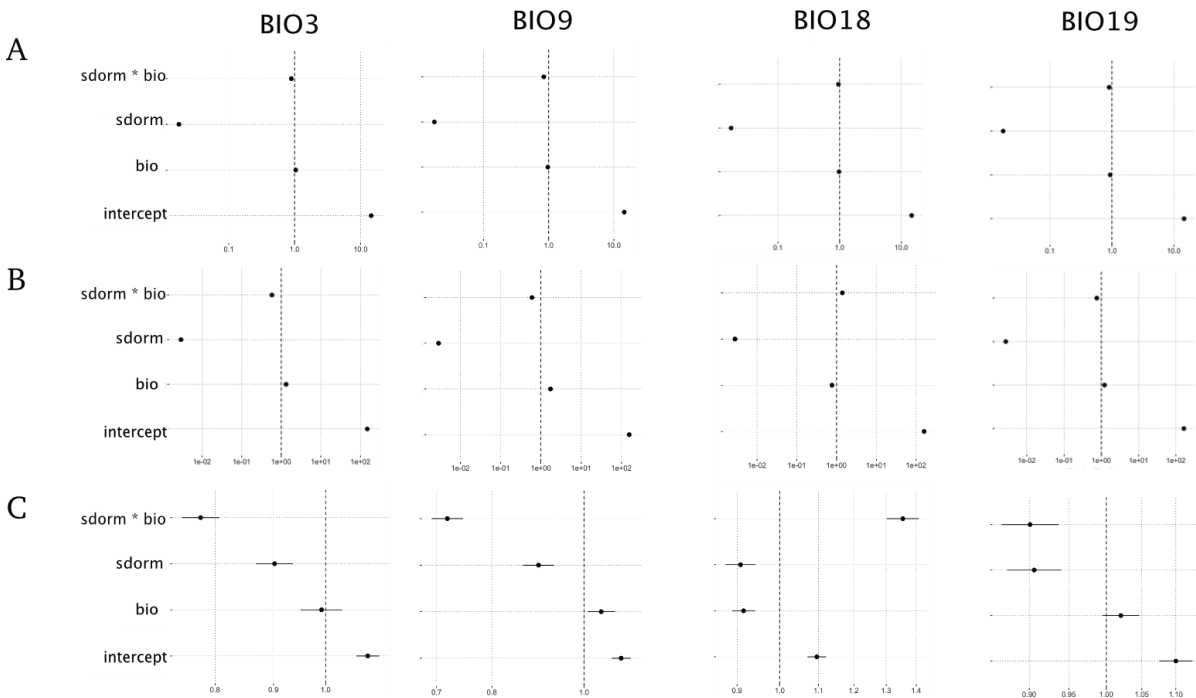 BIO3 BIO9 BIO18 BIO19
A
sdorm * bio
sdorm
bio
intercept
0.1 1.0 10.0 0.1 1.0 10.0 0.1 1.0 10.0 0.1 1.0 10.0
B
sdorm * bio
sdorm
bio
intercept
1e-02 1e-01 1e+00 1e+01 1e+02 1e-02 1e-01 1e+00 1e+01 1e+02 1e-02 1e-01 1e+00 1e+01 1e+02 1e-02 1e-01 1e+00 1e+01 1e+02
C
sdorm * bio
sdorm
bio
intercept
0.8 0.9 1.0 0.7 0.8 1.0 0.9 1.0 1.1 1.2 1.3 1.4 0.90 0.95 1.00 1.05 1.10